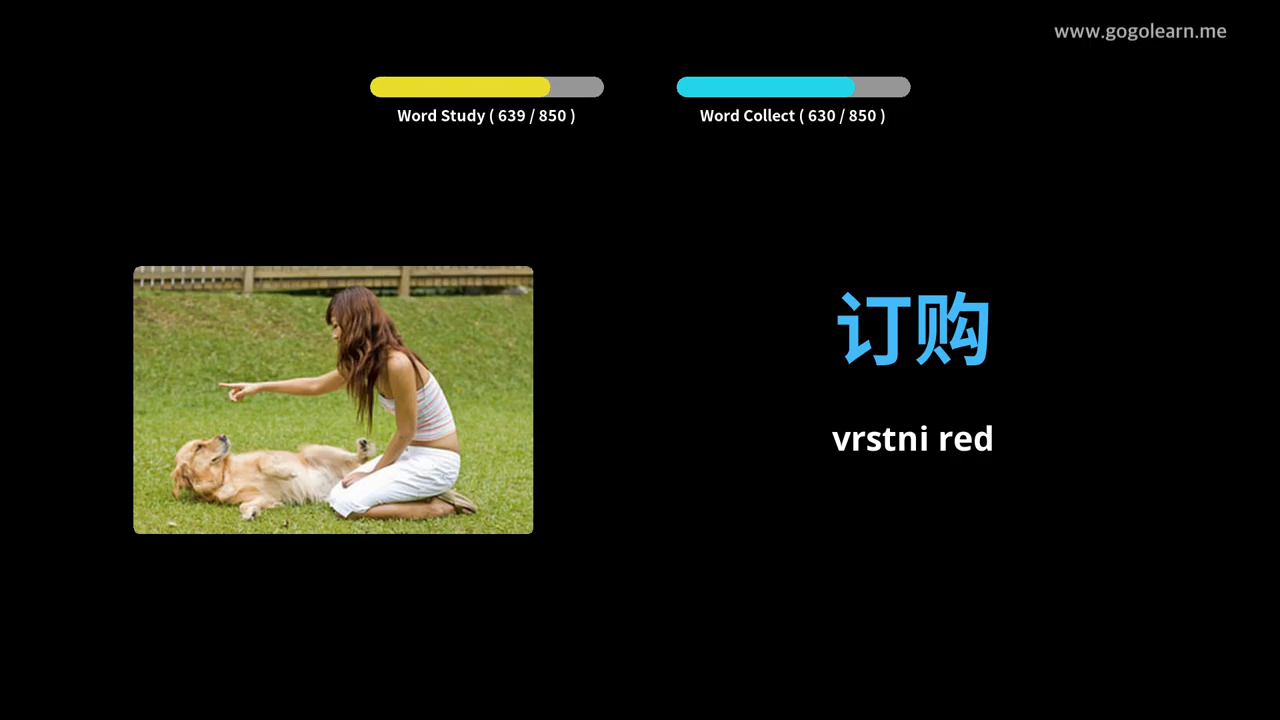 www.gogolearn.me
Word Study ( 639 / 850 )
Word Collect ( 630 / 850 )
订购
vrstni red